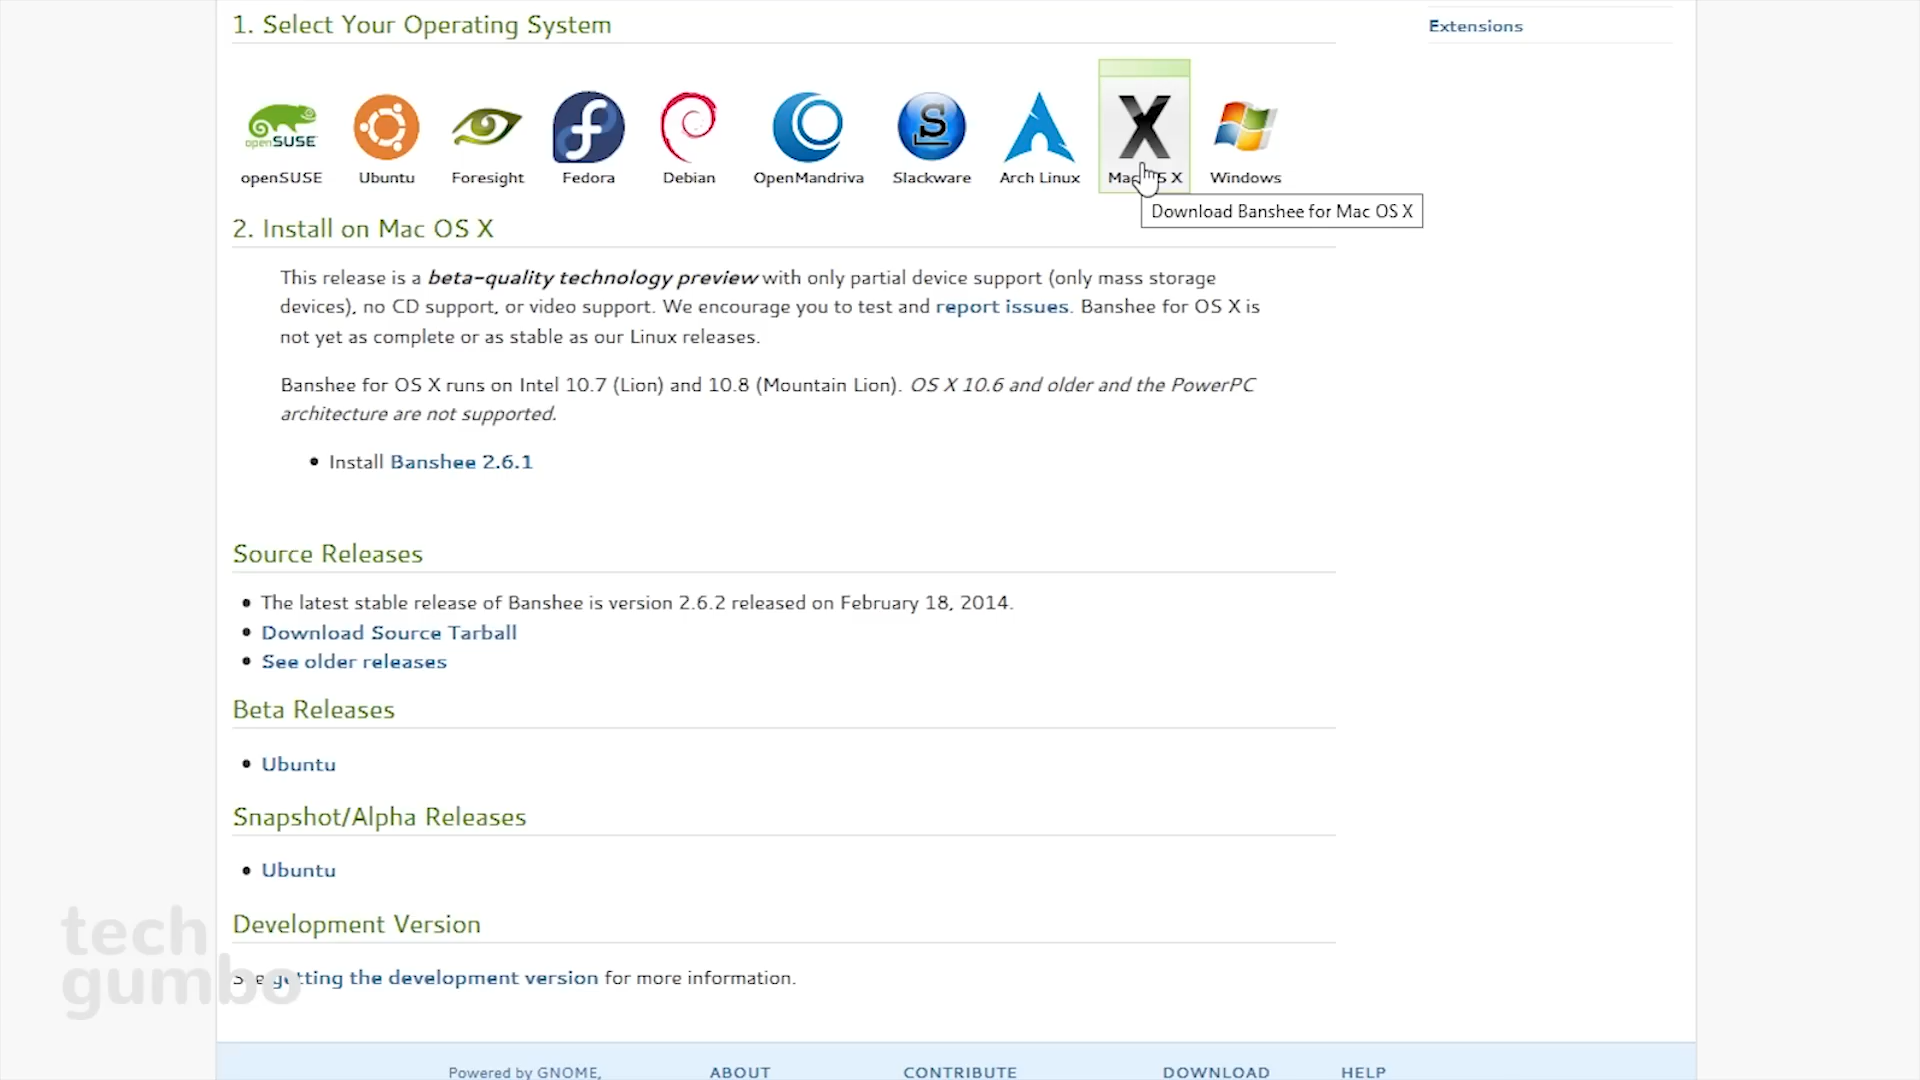 1. Select Your Operating System
Extensions
openSUSE
S
openSUSE Ubuntu Foresight Fedora Debian OpenMandriva Slackware Arch Linux Mac OS X Windows
Download Banshee for Mac OS X
2. Install on Mac OS X
This release is a beta-quality technology preview with only partial device support (only mass storage
devices), no CD support, or video support. We encourage you to test and report issues. Banshee for OS X is
not yet as complete or as stable as our Linux releases.
Banshee for OS X runs on Intel 10.7 (Lion) and 10.8 (Mountain Lion). OS X 10.6 and older and the PowerPC
architecture are not supported.
Install Banshee 2.6.1
Source Releases
The latest stable release of Banshee is version 2.6.2 released on February 18, 2014.
Download Source Tarball
See older releases
Beta Releases
Ubuntu
Snapshot/Alpha Releases
Ubuntu
Development Version
See getting the development version for more information.
tech
gumbo
Powered by GNOME, ABOUT CONTRIBUTE DOWNLOAD HELP